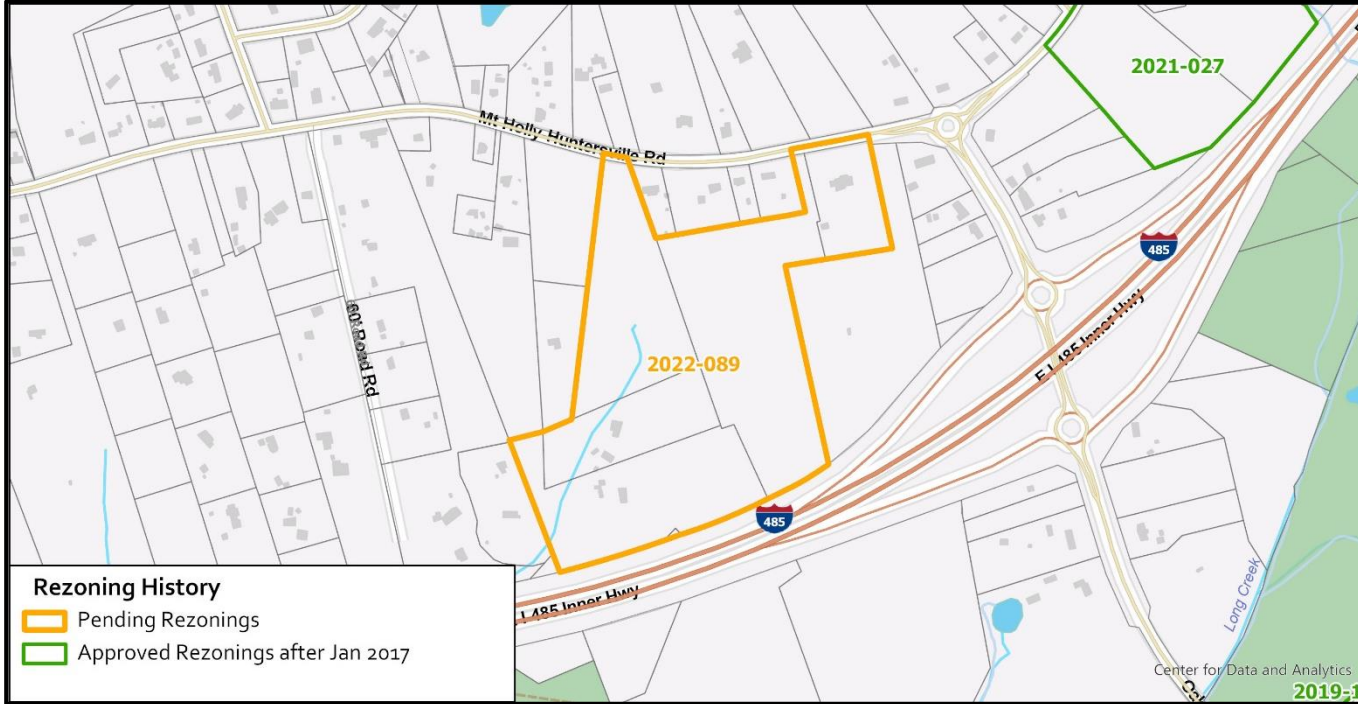 2021-027
Mt Holly-Huntersville Rd
485
E I-485 Inner Hwy
2022-089
485
I-485 Inner Hwy
Long Creek
Rezoning History
Pending Rezonings
Approved Rezonings after Jan 2017
Center for Data and Analytics